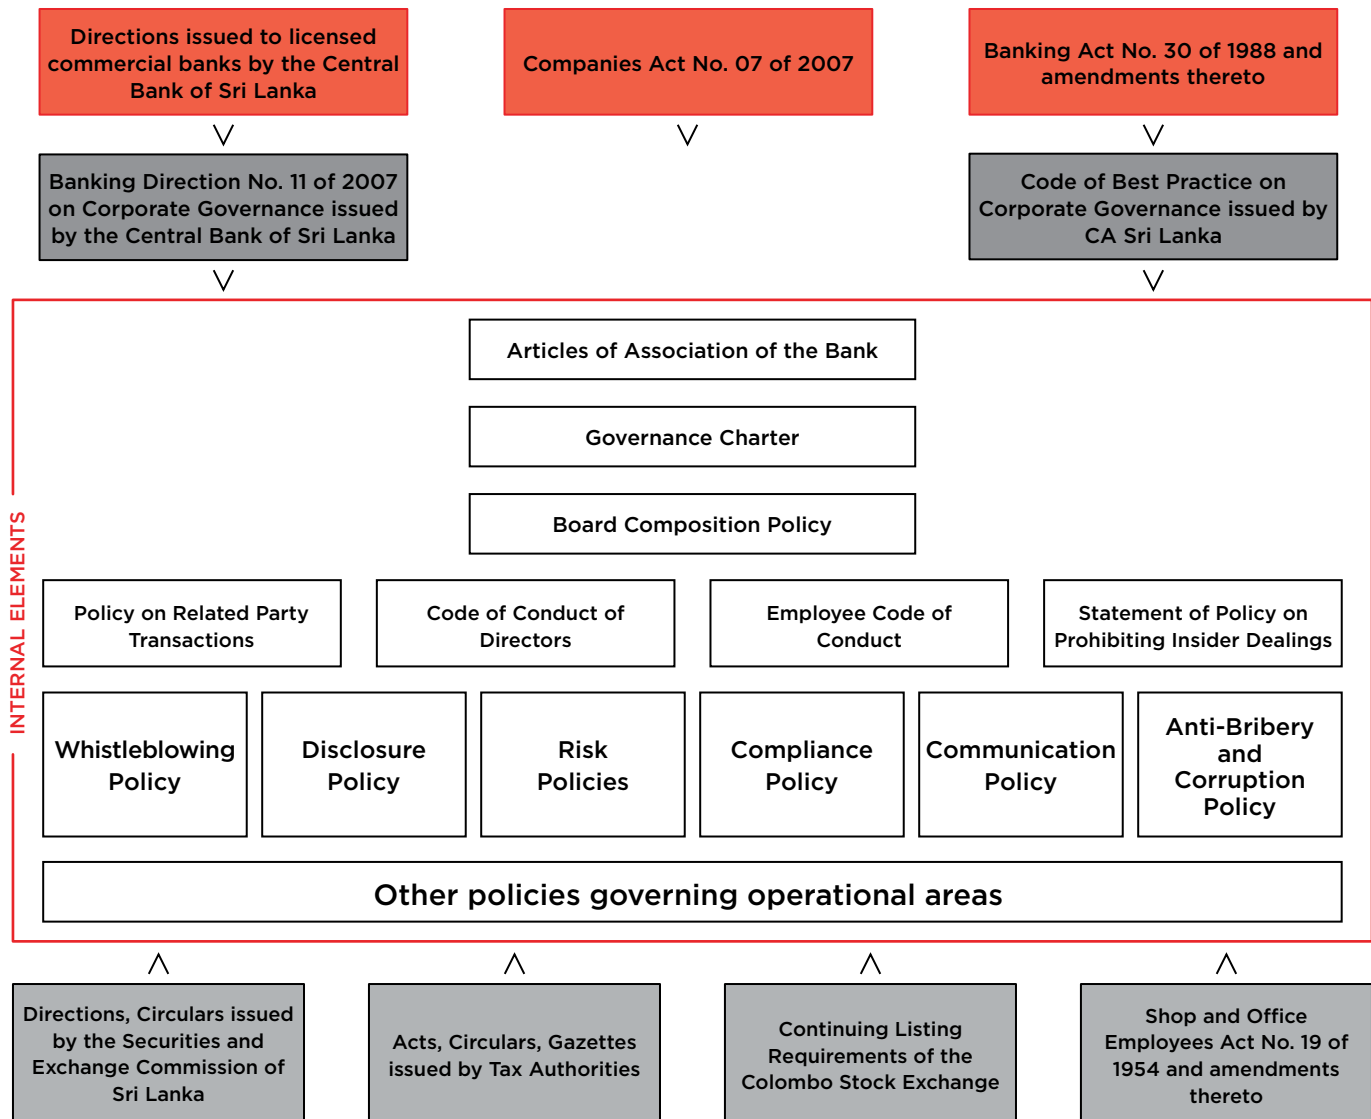 Directions issued to licensed
commercial banks by the Central
Bank of Sri Lanka
Companies Act No. 07 of 2007
Banking Act No. 30 of 1988 and
amendments thereto
Banking Direction No. 11 of 2007
on Corporate Governance issued
by the Central Bank of Sri Lanka
Code of Best Practice on
Corporate Governance issued by
CA Sri Lanka
INTERNAL ELEMENTS
Articles of Association of the Bank
Governance Charter
Board Composition Policy
Policy on Related Party
Transactions
Code of Conduct of
Directors
Employee Code of
Conduct
Statement of Policy on
Prohibiting Insider Dealings
Whistleblowing
Policy
Disclosure
Policy
Risk
Policies
Compliance
Policy
Communication
Policy
Anti-Bribery
and
Corruption
Policy
Other policies governing operational areas
Directions, Circulars issued
by the Securities and
Exchange Commission of
Sri Lanka
Acts, Circulars, Gazettes
issued by Tax Authorities
Continuing Listing
Requirements of the
Colombo Stock Exchange
Shop and Office
Employees Act No. 19 of
1954 and amendments
thereto